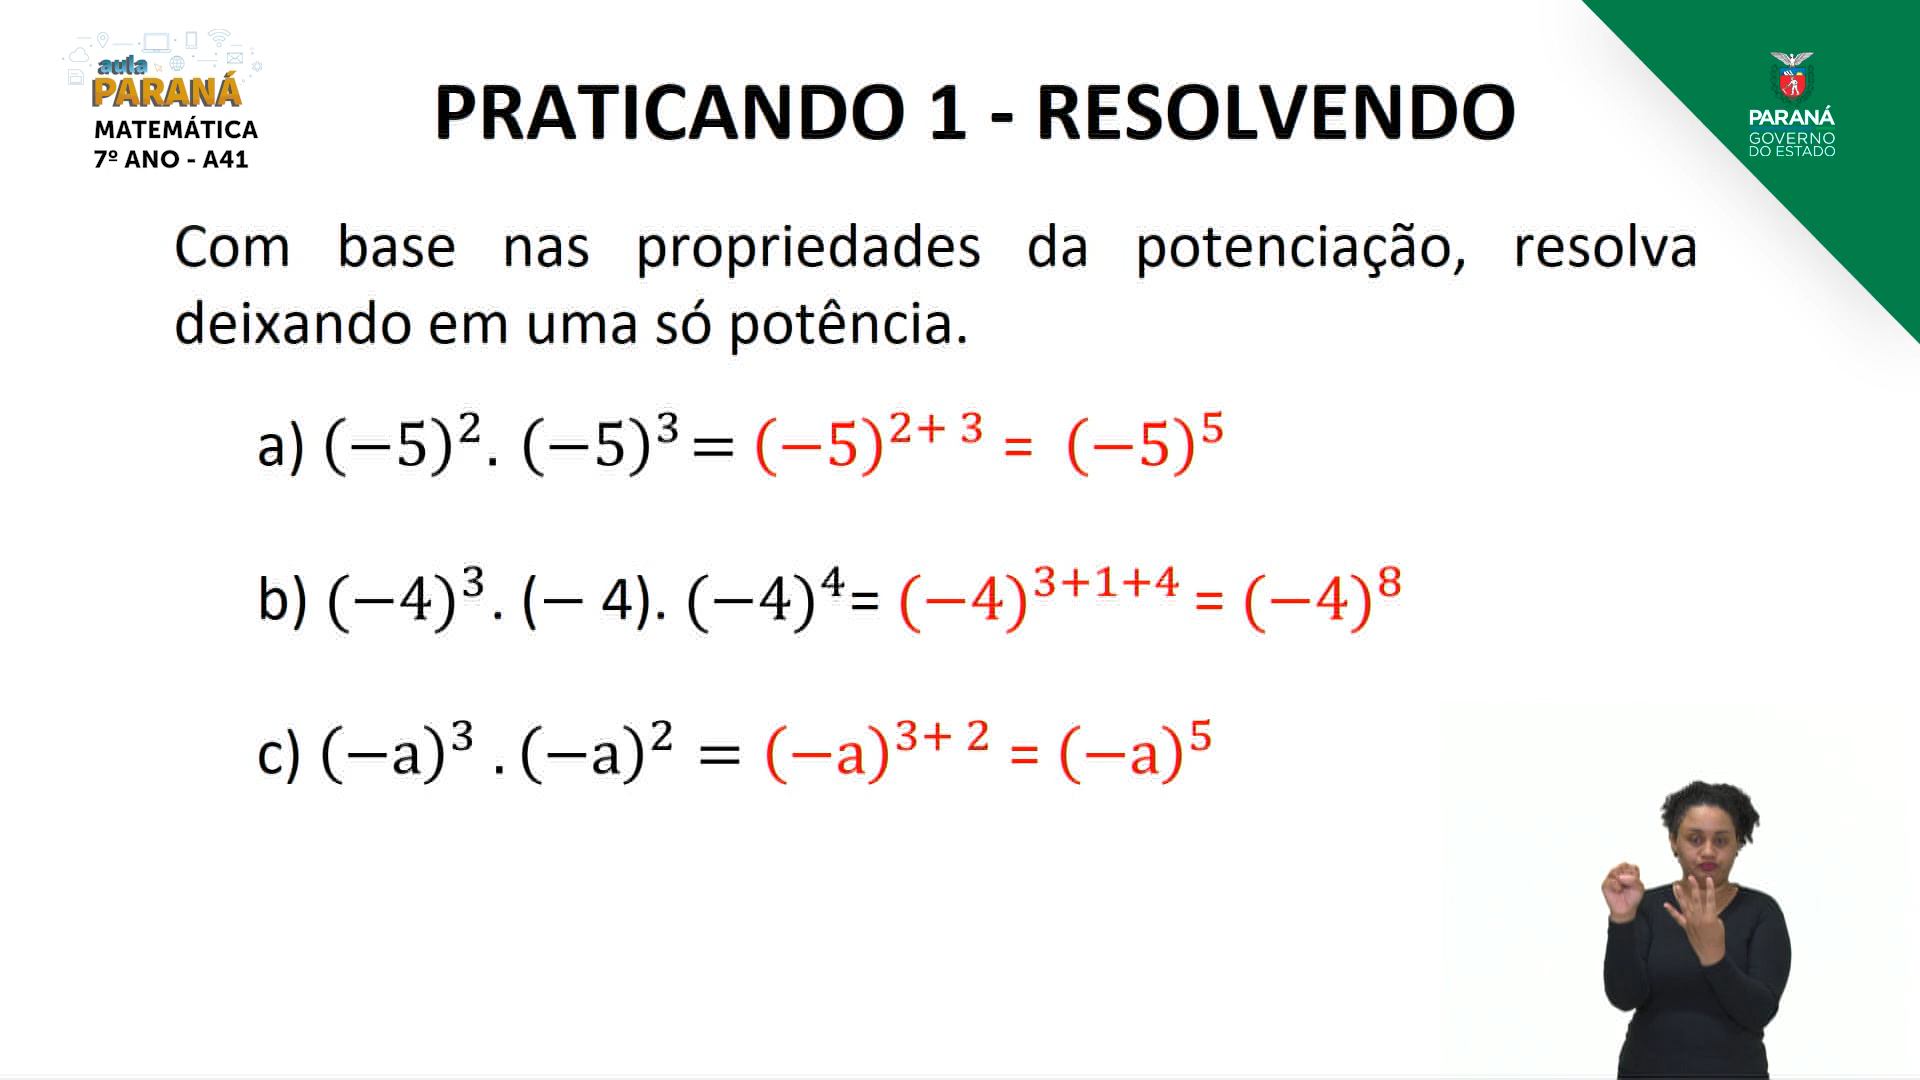 aula
PARANÁ
MATEMÁTICA
7º ANO - A41
PRATICANDO 1 - RESOLVENDO
PARANÁ
GOVERNO
DO ESTADO
Com base nas propriedades da potenciação, resolva
deixando em uma só potência.
a) (−5)². (−5)³ = (−5)²⁺ ³ = (−5)⁵
b) (−4)³. (− 4). (−4)⁴= (−4)³⁺¹⁺⁴ = (−4)⁸
c) (−a)³ . (−a)² = (−a)³⁺ ² = (−a)⁵